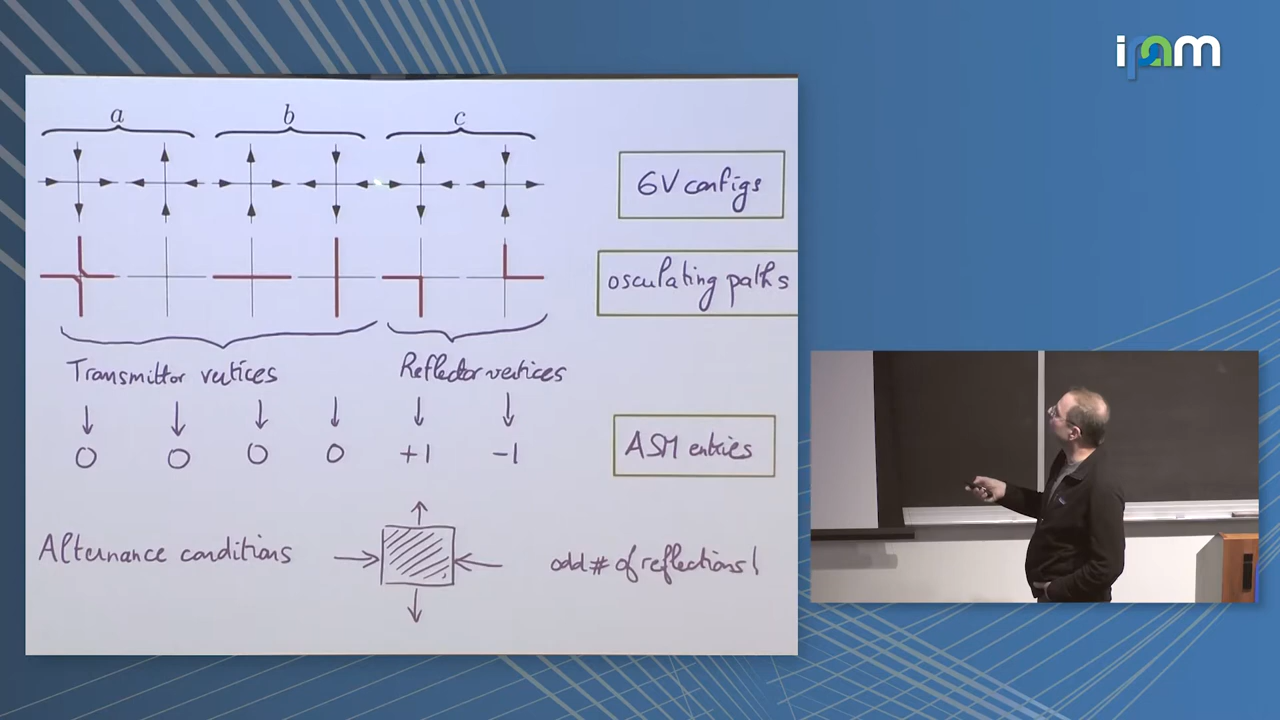 ipam
a b c
6V configs
osculating paths
Transmittor vertices Reflector vertices
0 0 0 0 +1 -1
ASM entries
Alternance conditions odd # of reflections!